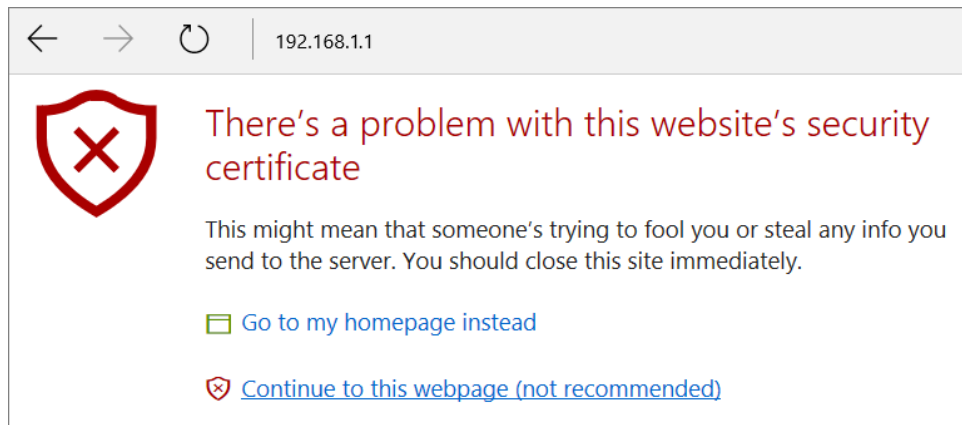 192.168.1.1
There's a problem with this website's security
certificate
This might mean that someone's trying to fool you or steal any info you
send to the server. You should close this site immediately.
Go to my homepage instead
Continue to this webpage (not recommended)